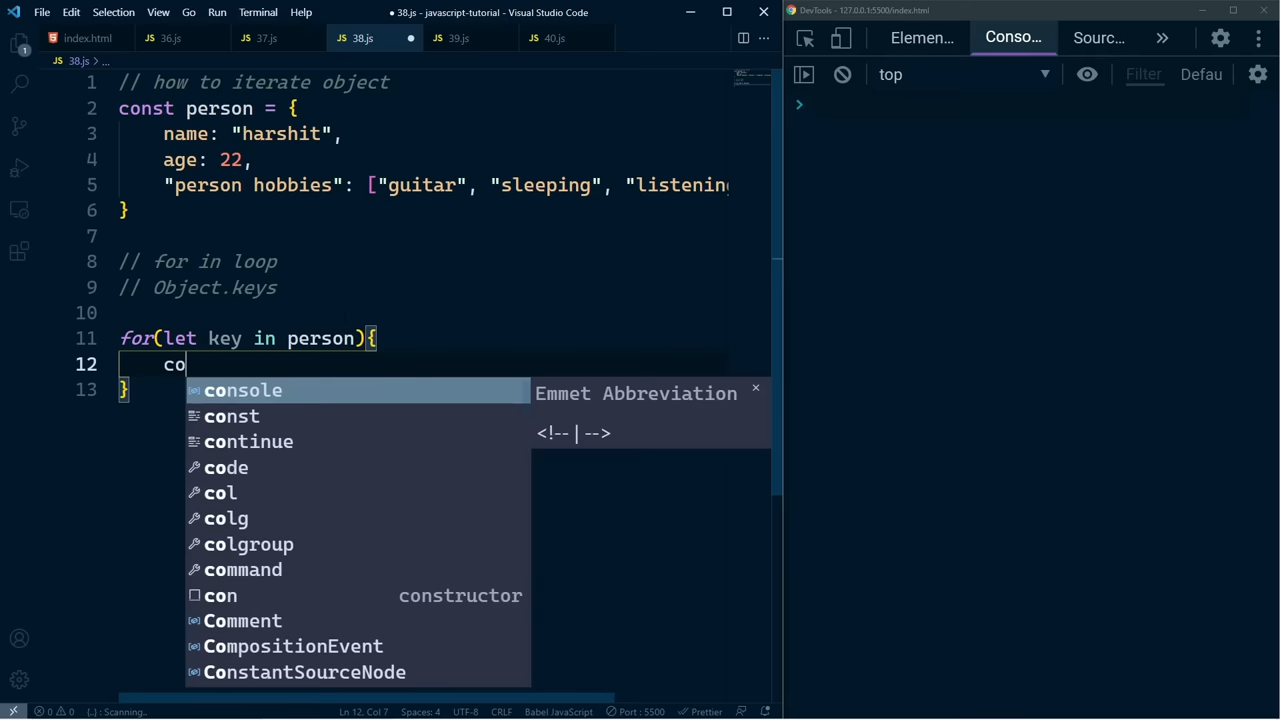 File Edit Selection View Go Run Terminal Help
● 38.js - javascript-tutorial - Visual Studio Code
DevTools - 127.0.0.1:5500/index.html
index.html
JS 36.js
JS 37.js
JS 38.js
JS 39.js
JS 40.js
Elemen...
Conso...
Sourc...
JS 38.js > ...
top
Filter
Defau
1
1 // how to iterate object
2 const person = {
3 name: "harshit",
4 age: 22,
5 "person hobbies": ["guitar", "sleeping", "listening
6 }
7
8 // for in loop
9 // Object.keys
10
11 for(let key in person){
12 co
13 }
console
const
continue
code
col
colg
colgroup
command
con constructor
Comment
CompositionEvent
ConstantSourceNode
Emmet Abbreviation
<!-- | -->
0 0 {..} : Scanning.. Ln 12, Col 7 Spaces: 4 UTF-8 CRLF Babel JavaScript Port : 5500 Prettier